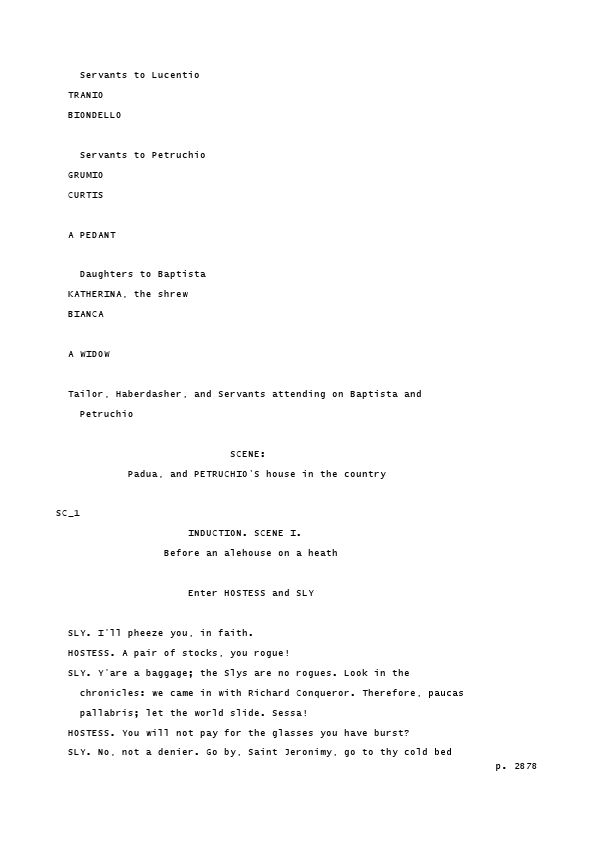 Servants to Lucentio
TRANIO
BIONDELLO
Servants to Petruchio
GRUMIO
CURTIS
A PEDANT
Daughters to Baptista
KATHERINA, the shrew
BIANCA
A WIDOW
Tailor, Haberdasher, and Servants attending on Baptista and
Petruchio
SCENE:
Padua, and PETRUCHIO'S house in the country
SC_1
INDUCTION. SCENE I.
Before an alehouse on a heath
Enter HOSTESS and SLY
SLY. I'll pheeze you, in faith.
HOSTESS. A pair of stocks, you rogue!
SLY. Y'are a baggage; the Slys are no rogues. Look in the
chronicles: we came in with Richard Conqueror. Therefore, paucas
pallabris; let the world slide. Sessa!
HOSTESS. You will not pay for the glasses you have burst?
SLY. No, not a denier. Go by, Saint Jeronimy, go to thy cold bed
p. 2878